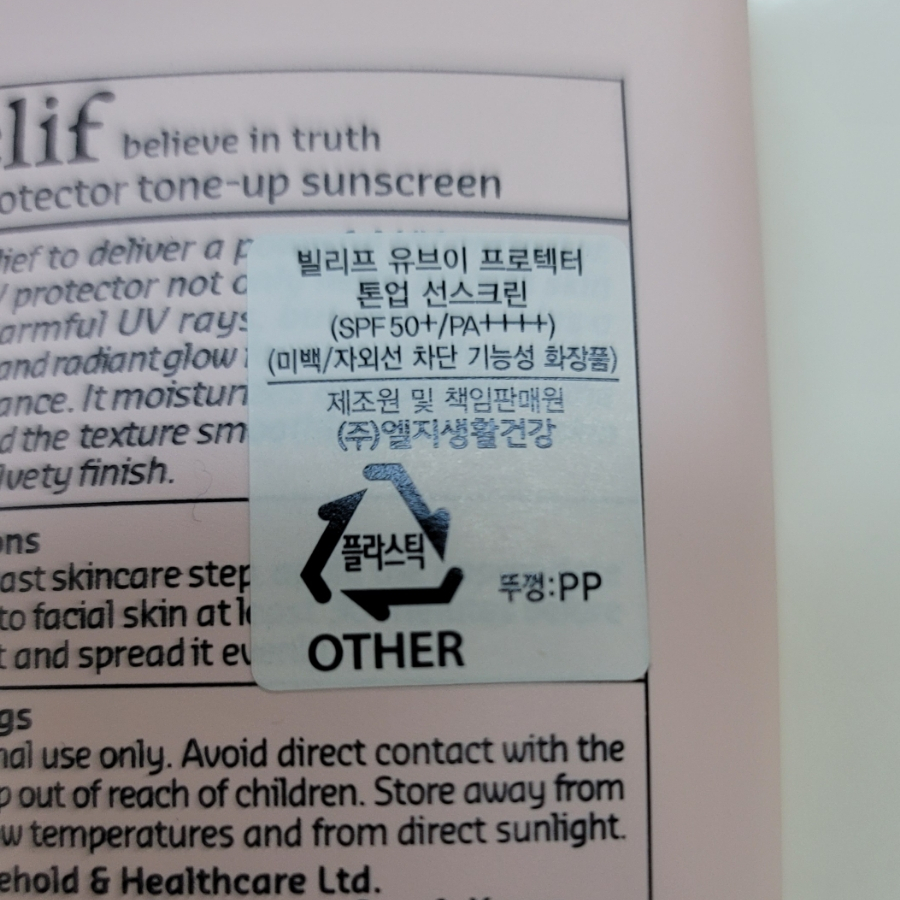 lif believe in truth
otector tone-up sunscreen
lief to deliver a
protector not
armful UV rays.
and radiant glow
ance. It moistur
d the texture sm
lvety finish.
빌리프 유브이 프로텍터
톤업 선스크린
(SPF 50+/PA++++)
(미백/자외선 차단 기능성 화장품)
제조원 및 책임판매원
(주)엘지생활건강
플라스틱
OTHER
뚜껑:PP
ons
ast skincare step
to facial skin at le
t and spread it ev
gs
nal use only. Avoid direct contact with the
p out of reach of children. Store away from
w temperatures and from direct sunlight.
ehold & Healthcare Ltd.